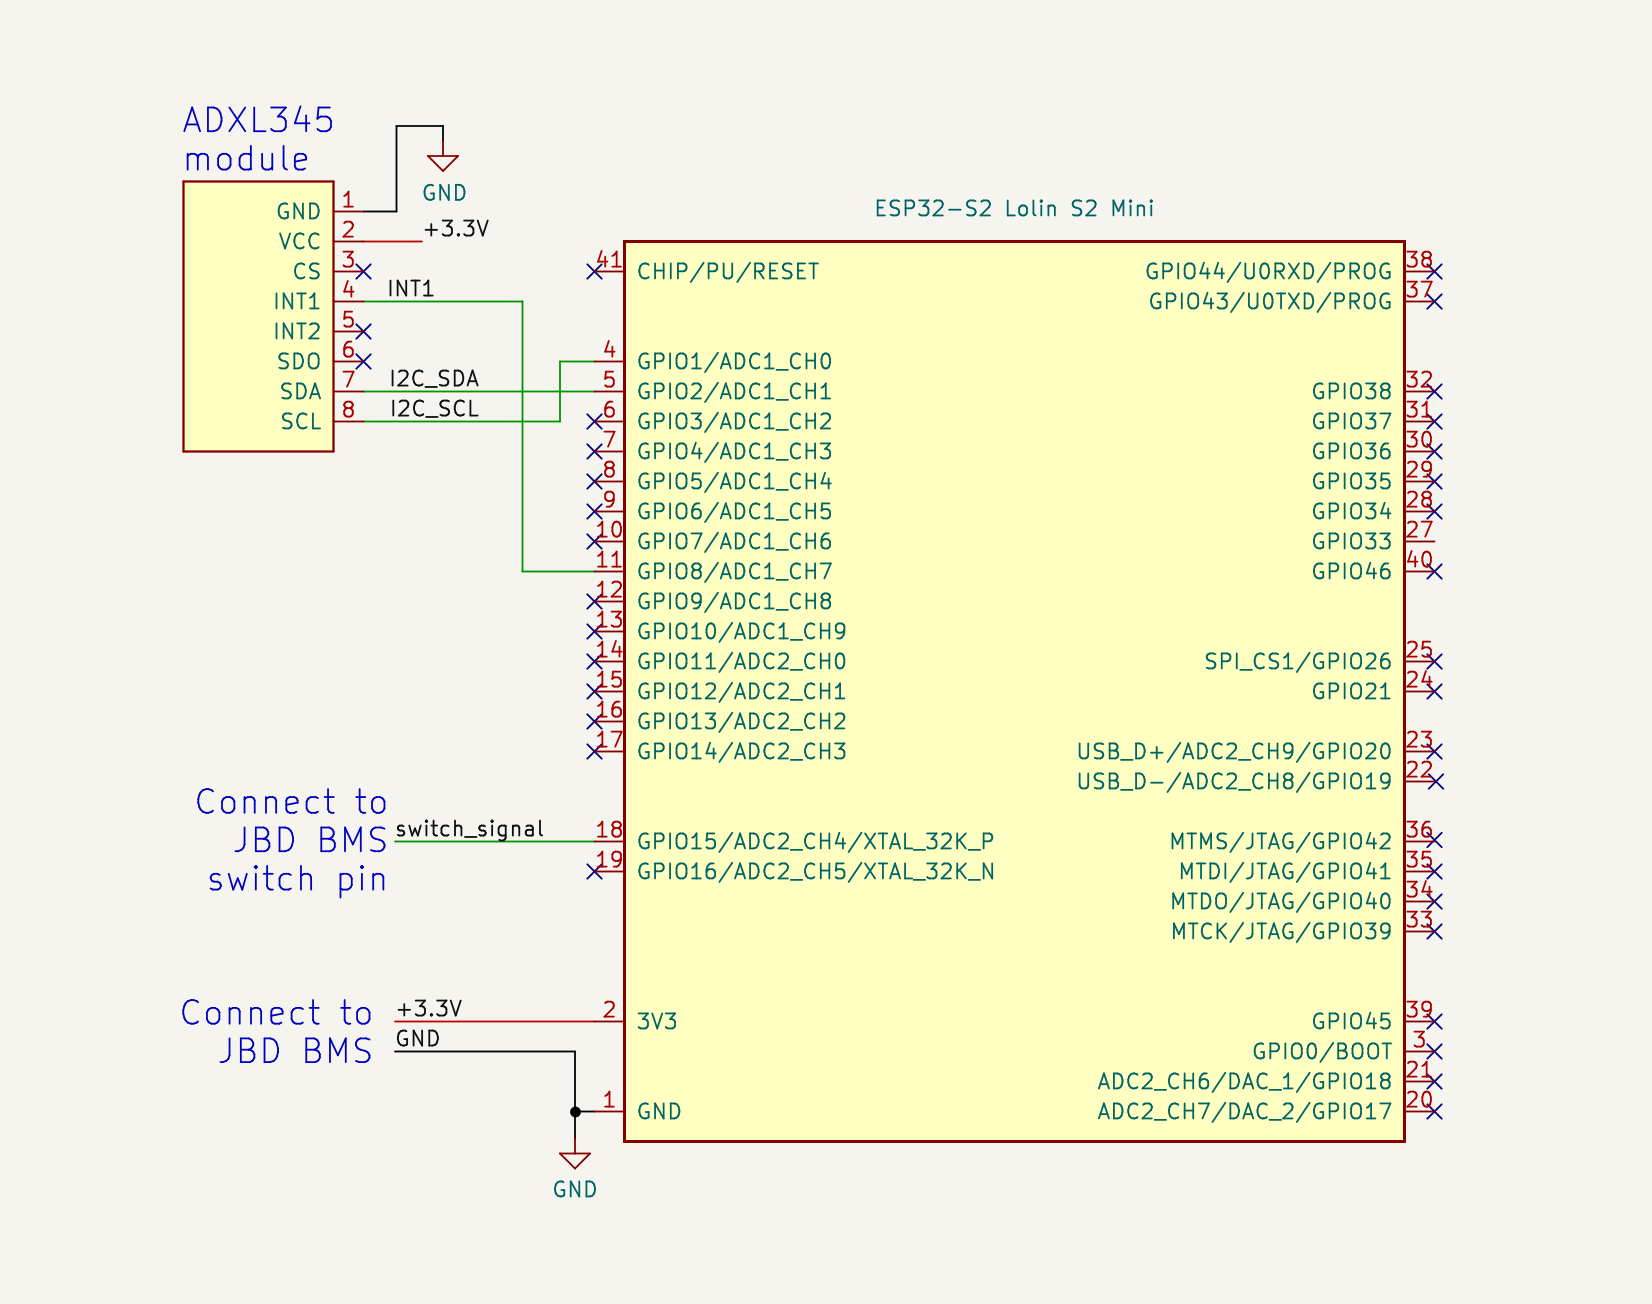 ADXL345
module
GND
1
GND
2
VCC
+3.3V
3
CS
4
INT1
INT1
5
INT2
6
SDO
7
SDA
I2C_SDA
8
SCL
I2C_SCL
ESP32-S2 Lolin S2 Mini
41
CHIP/PU/RESET
4
GPIO1/ADC1_CH0
5
GPIO2/ADC1_CH1
6
GPIO3/ADC1_CH2
7
GPIO4/ADC1_CH3
8
GPIO5/ADC1_CH4
9
GPIO6/ADC1_CH5
10
GPIO7/ADC1_CH6
11
GPIO8/ADC1_CH7
12
GPIO9/ADC1_CH8
13
GPIO10/ADC1_CH9
14
GPIO11/ADC2_CH0
15
GPIO12/ADC2_CH1
16
GPIO13/ADC2_CH2
17
GPIO14/ADC2_CH3
Connect to
JBD BMS
switch pin
switch_signal
18
GPIO15/ADC2_CH4/XTAL_32K_P
19
GPIO16/ADC2_CH5/XTAL_32K_N
Connect to
JBD BMS
+3.3V
GND
2
3V3
1
GND
GND
GPIO44/U0RXD/PROG
38
GPIO43/U0TXD/PROG
37
GPIO38
32
GPIO37
31
GPIO36
30
GPIO35
29
GPIO34
28
GPIO33
27
GPIO46
40
SPI_CS1/GPIO26
25
GPIO21
24
USB_D+/ADC2_CH9/GPIO20
23
USB_D-/ADC2_CH8/GPIO19
22
MTMS/JTAG/GPIO42
36
MTDI/JTAG/GPIO41
35
MTDO/JTAG/GPIO40
34
MTCK/JTAG/GPIO39
33
GPIO45
39
GPIO0/BOOT
3
ADC2_CH6/DAC_1/GPIO18
21
ADC2_CH7/DAC_2/GPIO17
20